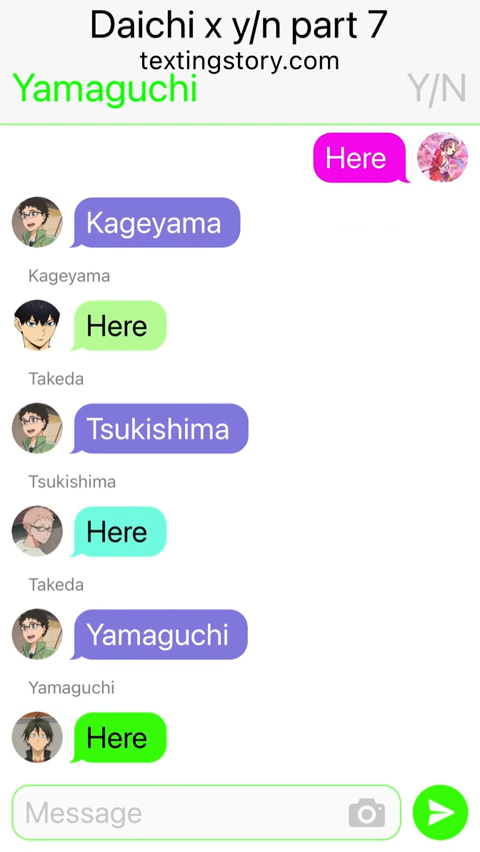 Daichi x y/n part 7
textingstory.com
Yamaguchi
Y/N
Here
Kageyama
Kageyama
Here
Takeda
Tsukishima
Tsukishima
Here
Takeda
Yamaguchi
Yamaguchi
Here
Message